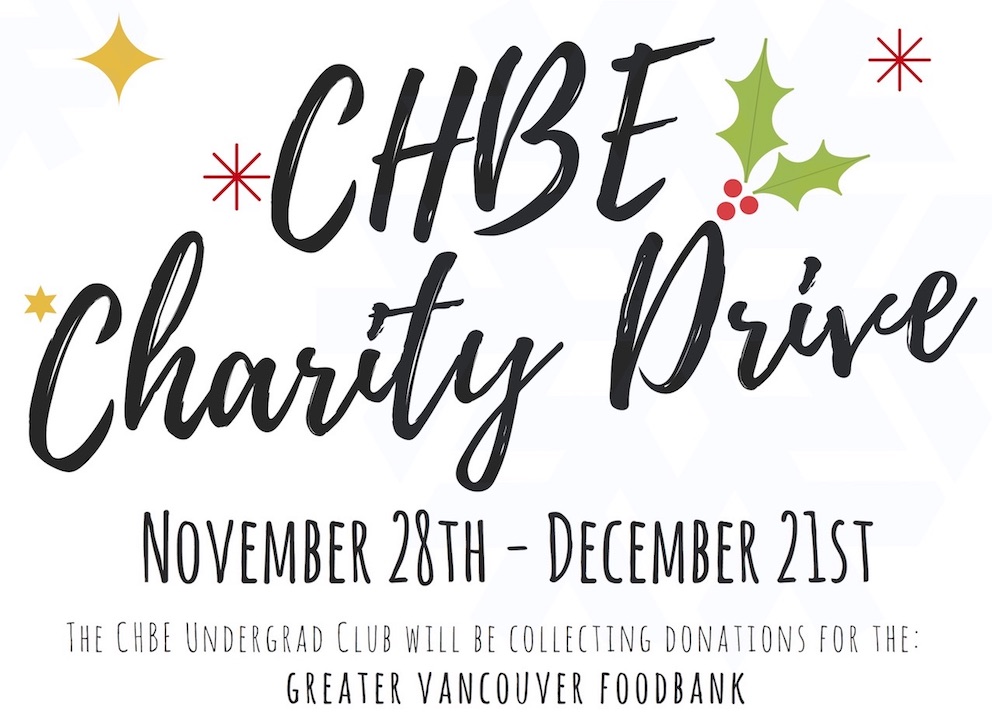 CHBE
Charity Drive
November 28th - December 21st
The CHBE Undergrad Club will be collecting donations for the:
Greater Vancouver Foodbank